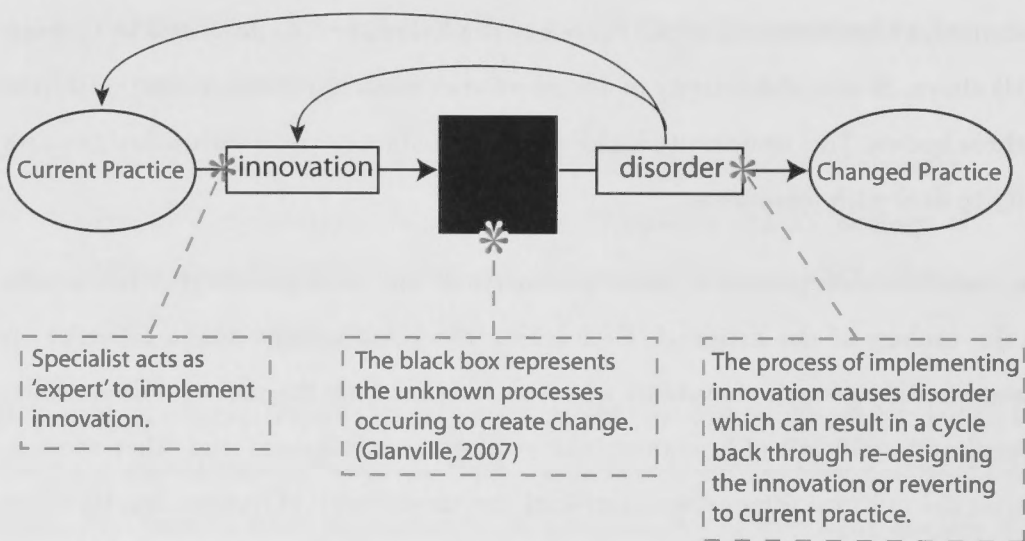 Current Practice
innovation
disorder
Changed Practice
Specialist acts as
‘expert’ to implement
innovation.
The black box represents
the unknown processes
occuring to create change.
(Glanville, 2007)
The process of implementing
innovation causes disorder
which can result in a cycle
back through re-designing
the innovation or reverting
to current practice.